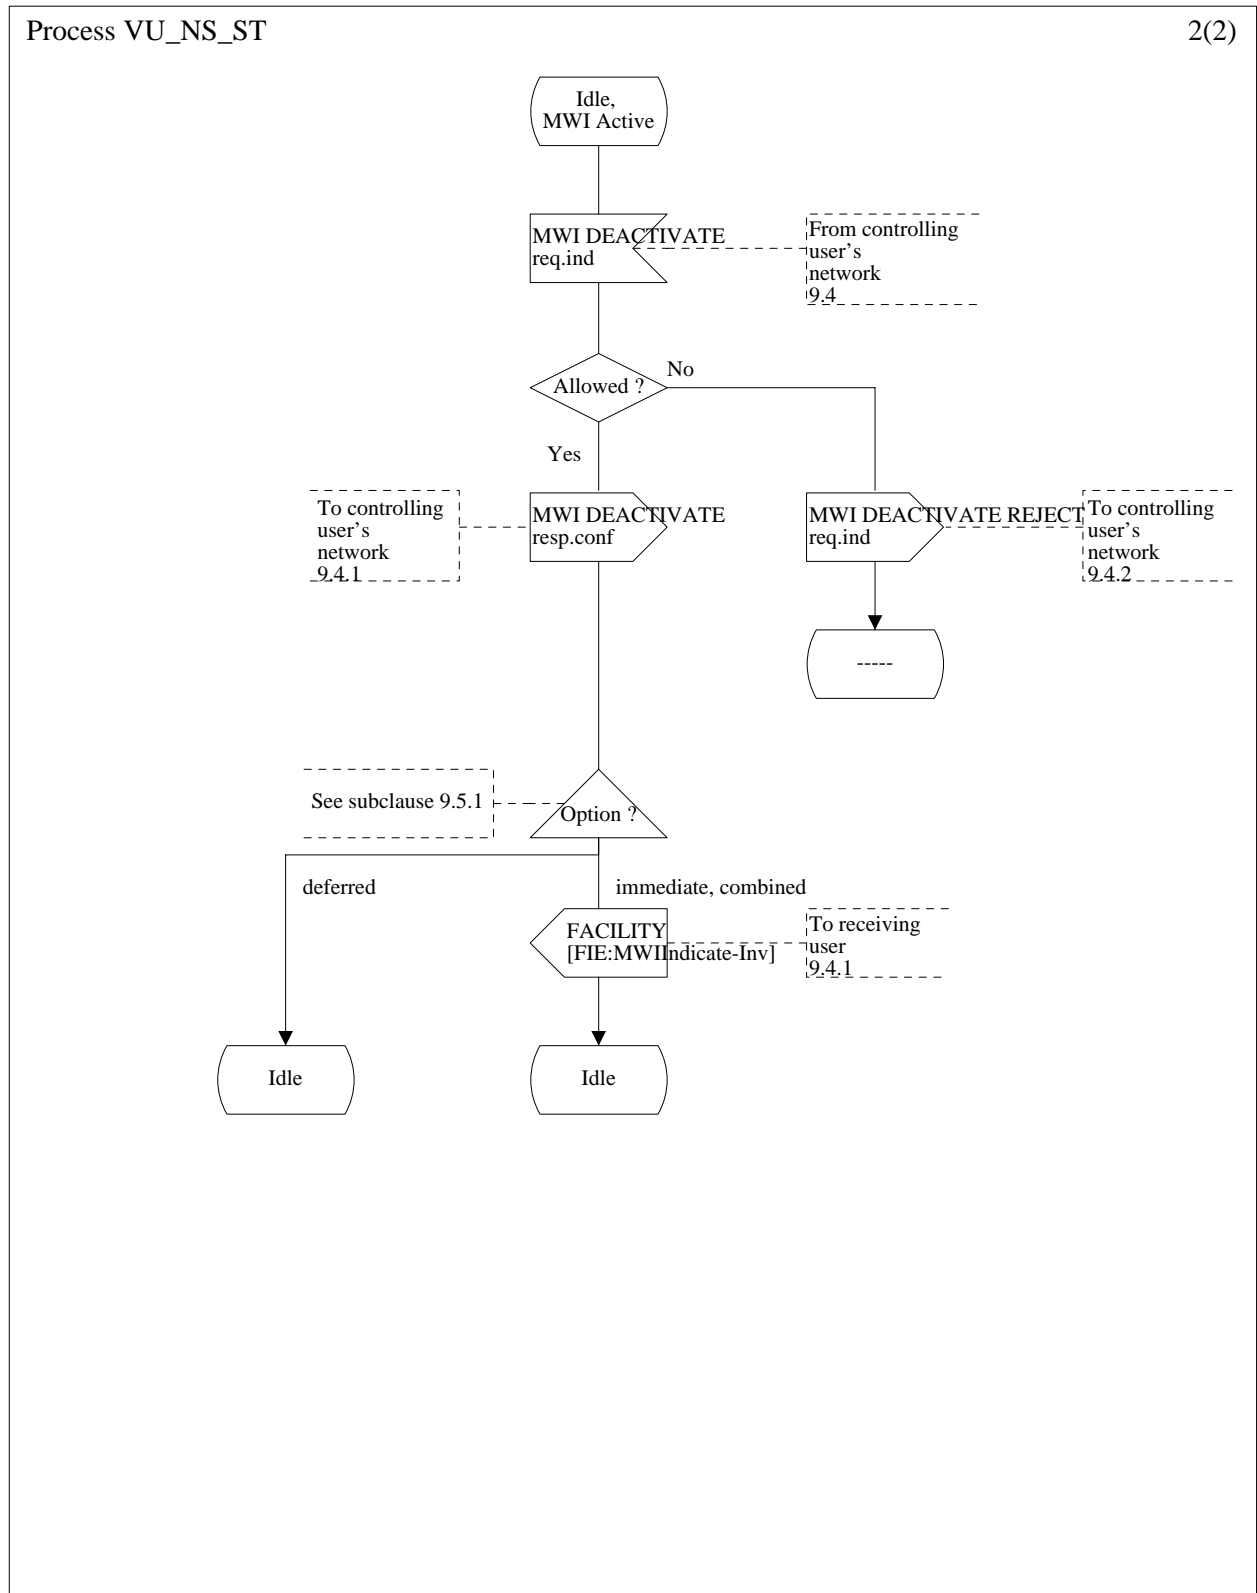 Process VU_NS_ST
2(2)
Idle,
MWI Active
MWI DEACTIVATE
req.ind
From controlling
user's
network
9.4
Allowed ?
No
Yes
To controlling
user's
network
9.4.1
MWI DEACTIVATE
resp.conf
MWI DEACTIVATE REJECT
req.ind
To controlling
user's
network
9.4.2
-----
See subclause 9.5.1
Option ?
deferred
immediate, combined
FACILITY
[FIE:MWIIndicate-Inv]
To receiving
user
9.4.1
Idle
Idle